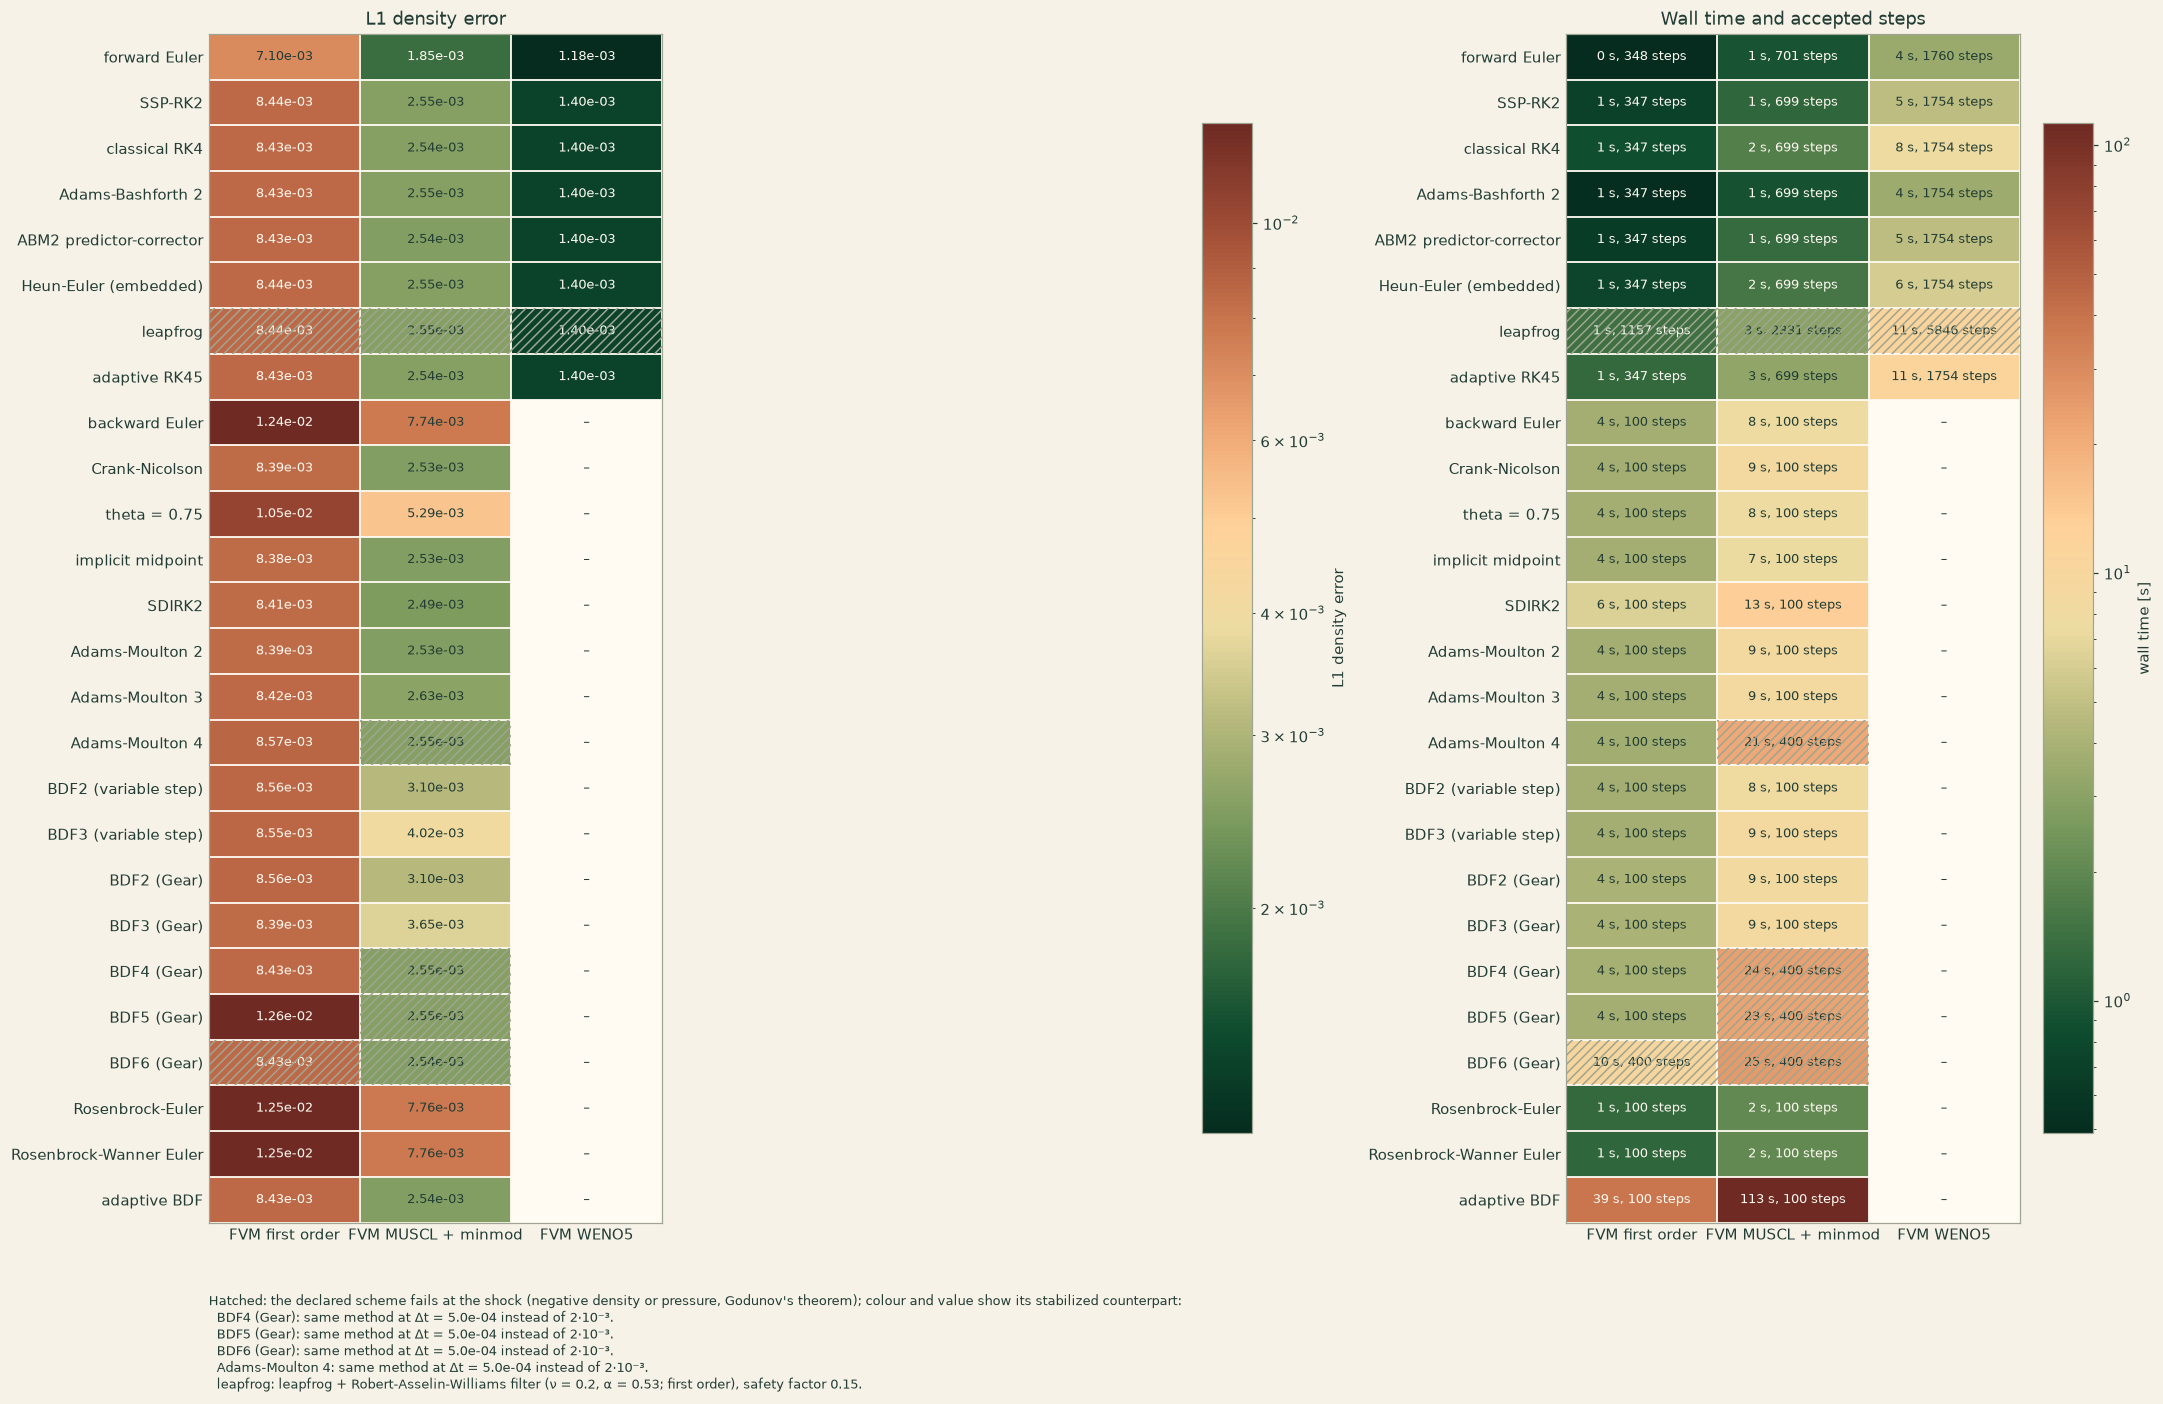 L1 density error
Wall time and accepted steps
forward Euler 7.10e-03 1.85e-03 1.18e-03
SSP-RK2 8.44e-03 2.55e-03 1.40e-03
classical RK4 8.43e-03 2.54e-03 1.40e-03
Adams-Bashforth 2 8.43e-03 2.55e-03 1.40e-03
ABM2 predictor-corrector 8.43e-03 2.54e-03 1.40e-03
Heun-Euler (embedded) 8.44e-03 2.55e-03 1.40e-03
leapfrog 8.44e-03 2.55e-03 1.40e-03
adaptive RK45 8.43e-03 2.54e-03 1.40e-03
backward Euler 1.24e-02 7.74e-03 –
Crank-Nicolson 8.39e-03 2.53e-03 –
theta = 0.75 1.05e-02 5.29e-03 –
implicit midpoint 8.38e-03 2.53e-03 –
SDIRK2 8.41e-03 2.49e-03 –
Adams-Moulton 2 8.39e-03 2.53e-03 –
Adams-Moulton 3 8.42e-03 2.63e-03 –
Adams-Moulton 4 8.57e-03 2.55e-03 –
BDF2 (variable step) 8.56e-03 3.10e-03 –
BDF3 (variable step) 8.55e-03 4.02e-03 –
BDF2 (Gear) 8.56e-03 3.10e-03 –
BDF3 (Gear) 8.39e-03 3.65e-03 –
BDF4 (Gear) 8.43e-03 2.55e-03 –
BDF5 (Gear) 1.26e-02 2.55e-03 –
BDF6 (Gear) 8.43e-03 2.54e-03 –
Rosenbrock-Euler 1.25e-02 7.76e-03 –
Rosenbrock-Wanner Euler 1.25e-02 7.76e-03 –
adaptive BDF 8.43e-03 2.54e-03 –
FVM first order FVM MUSCL + minmod FVM WENO5
10⁻²
6 × 10⁻³
4 × 10⁻³
3 × 10⁻³
2 × 10⁻³
L1 density error
forward Euler 0 s, 348 steps 1 s, 701 steps 4 s, 1760 steps
SSP-RK2 1 s, 347 steps 1 s, 699 steps 5 s, 1754 steps
classical RK4 1 s, 347 steps 2 s, 699 steps 8 s, 1754 steps
Adams-Bashforth 2 1 s, 347 steps 1 s, 699 steps 4 s, 1754 steps
ABM2 predictor-corrector 1 s, 347 steps 1 s, 699 steps 5 s, 1754 steps
Heun-Euler (embedded) 1 s, 347 steps 2 s, 699 steps 6 s, 1754 steps
leapfrog 1 s, 1157 steps 3 s, 2331 steps 11 s, 5846 steps
adaptive RK45 1 s, 347 steps 3 s, 699 steps 11 s, 1754 steps
backward Euler 4 s, 100 steps 8 s, 100 steps –
Crank-Nicolson 4 s, 100 steps 9 s, 100 steps –
theta = 0.75 4 s, 100 steps 8 s, 100 steps –
implicit midpoint 4 s, 100 steps 7 s, 100 steps –
SDIRK2 6 s, 100 steps 13 s, 100 steps –
Adams-Moulton 2 4 s, 100 steps 9 s, 100 steps –
Adams-Moulton 3 4 s, 100 steps 9 s, 100 steps –
Adams-Moulton 4 4 s, 100 steps 21 s, 400 steps –
BDF2 (variable step) 4 s, 100 steps 8 s, 100 steps –
BDF3 (variable step) 4 s, 100 steps 9 s, 100 steps –
BDF2 (Gear) 4 s, 100 steps 9 s, 100 steps –
BDF3 (Gear) 4 s, 100 steps 9 s, 100 steps –
BDF4 (Gear) 4 s, 100 steps 24 s, 400 steps –
BDF5 (Gear) 4 s, 100 steps 23 s, 400 steps –
BDF6 (Gear) 10 s, 400 steps 25 s, 400 steps –
Rosenbrock-Euler 1 s, 100 steps 2 s, 100 steps –
Rosenbrock-Wanner Euler 1 s, 100 steps 2 s, 100 steps –
adaptive BDF 39 s, 100 steps 113 s, 100 steps –
FVM first order FVM MUSCL + minmod FVM WENO5
10²
10¹
10⁰
wall time [s]
Hatched: the declared scheme fails at the shock (negative density or pressure, Godunov's theorem); colour and value show its stabilized counterpart:
BDF4 (Gear): same method at Δt = 5.0e-04 instead of 2·10⁻³.
BDF5 (Gear): same method at Δt = 5.0e-04 instead of 2·10⁻³.
BDF6 (Gear): same method at Δt = 5.0e-04 instead of 2·10⁻³.
Adams-Moulton 4: same method at Δt = 5.0e-04 instead of 2·10⁻³.
leapfrog: leapfrog + Robert-Asselin-Williams filter (ν = 0.2, α = 0.53; first order), safety factor 0.15.